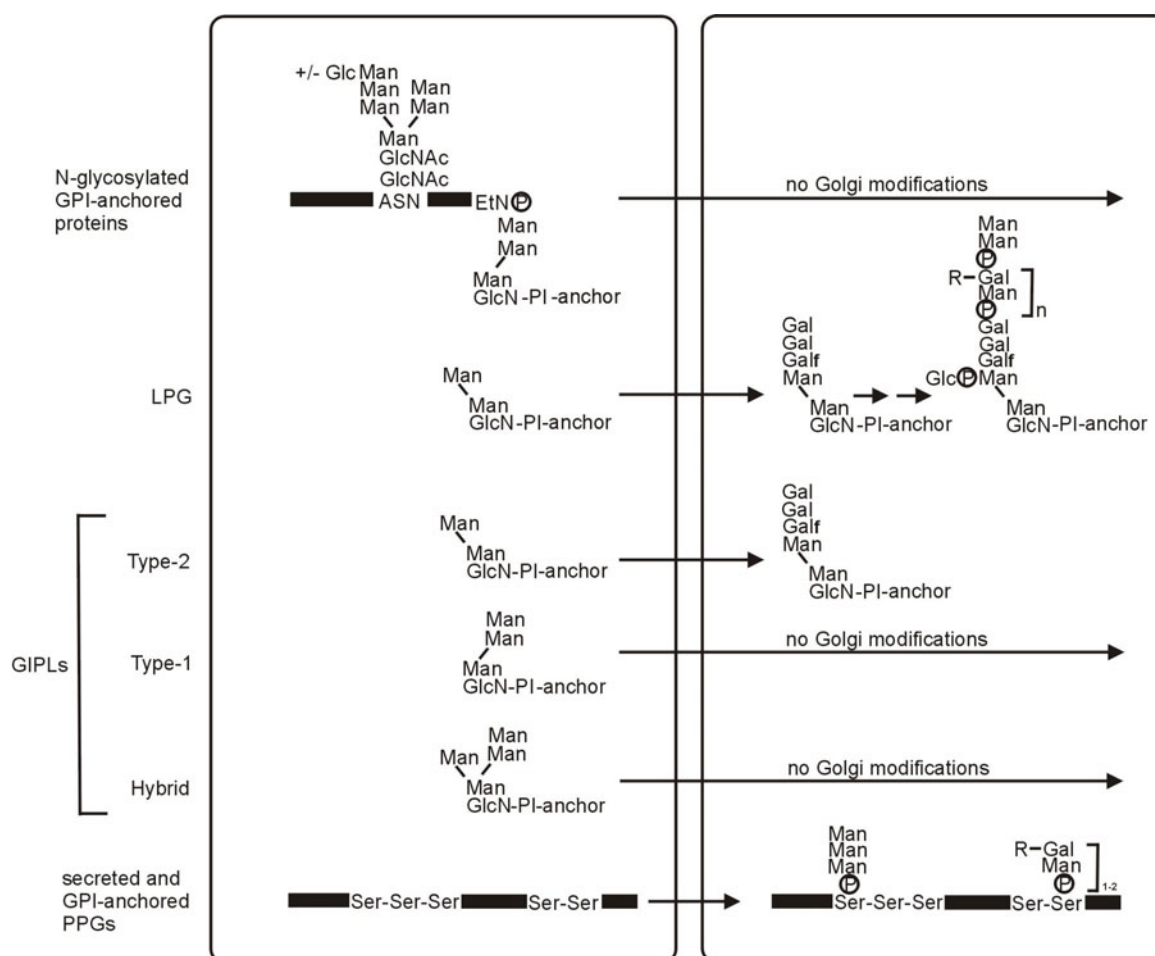 +/- Glc Man
Man Man
Man Man
Man
GlcNAc
GlcNAc
ASN EtN P
Man
Man
Man
GlcN-PI-anchor
N-glycosylated
GPI-anchored
proteins
no Golgi modifications
LPG
Man
Man
GlcN-PI-anchor
Gal
Gal
Galf
Man
Man
GlcN-PI-anchor
Man
Man
P
R-Gal
Man
P
n
Gal
Gal
Galf
Glc P Man
Man
GlcN-PI-anchor
GIPLs
Type-2
Man
Man
GlcN-PI-anchor
Gal
Gal
Galf
Man
Man
GlcN-PI-anchor
Type-1
Man
Man
Man
GlcN-PI-anchor
no Golgi modifications
Hybrid
Man
Man Man
Man
GlcN-PI-anchor
no Golgi modifications
secreted and
GPI-anchored
PPGs
Ser-Ser-Ser Ser-Ser
Man
Man
Man
P
R-Gal
Man
P
1-2
Ser-Ser-Ser Ser-Ser